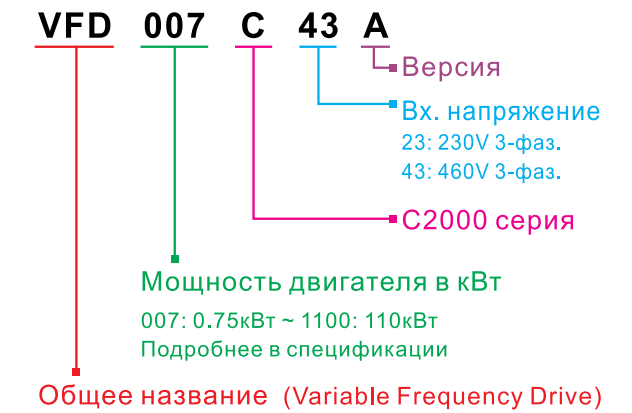 VFD 007 C 43 A
Версия
Вх. напряжение
23: 230V 3-фаз.
43: 460V 3-фаз.
C2000 серия
Мощность двигателя в кВт
007: 0.75кВт ~ 1100: 110кВт
Подробнее в спецификации
Общее название (Variable Frequency Drive)